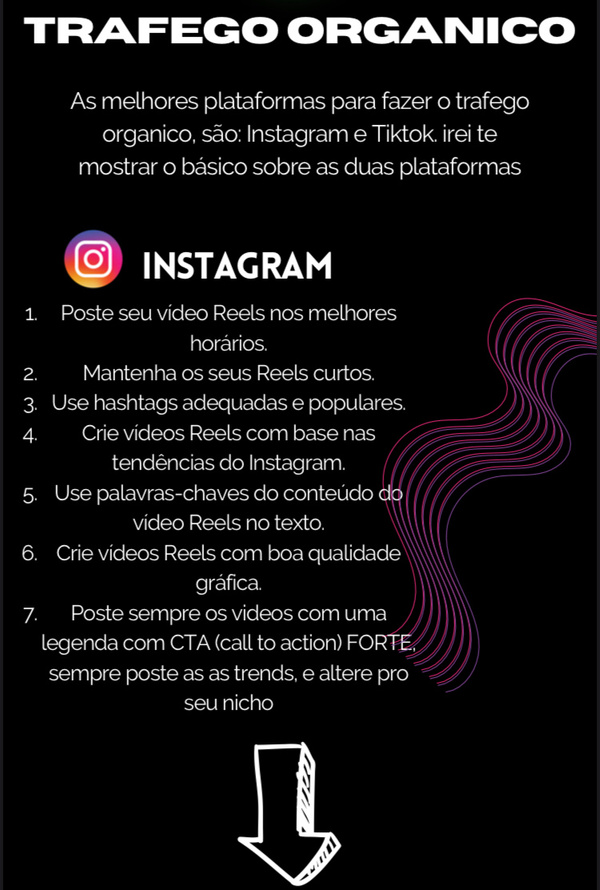 TRAFEGO ORGANICO
As melhores plataformas para fazer o trafego
organico, são: Instagram e Tiktok. irei te
mostrar o básico sobre as duas plataformas
INSTAGRAM
1. Poste seu vídeo Reels nos melhores
horários.
2. Mantenha os seus Reels curtos.
3. Use hashtags adequadas e populares.
4. Crie vídeos Reels com base nas
tendências do Instagram.
5. Use palavras-chaves do conteúdo do
vídeo Reels no texto.
6. Crie vídeos Reels com boa qualidade
gráfica.
7. Poste sempre os videos com uma
legenda com CTA (call to action) FORTE,
sempre poste as as trends, e altere pro
seu nicho